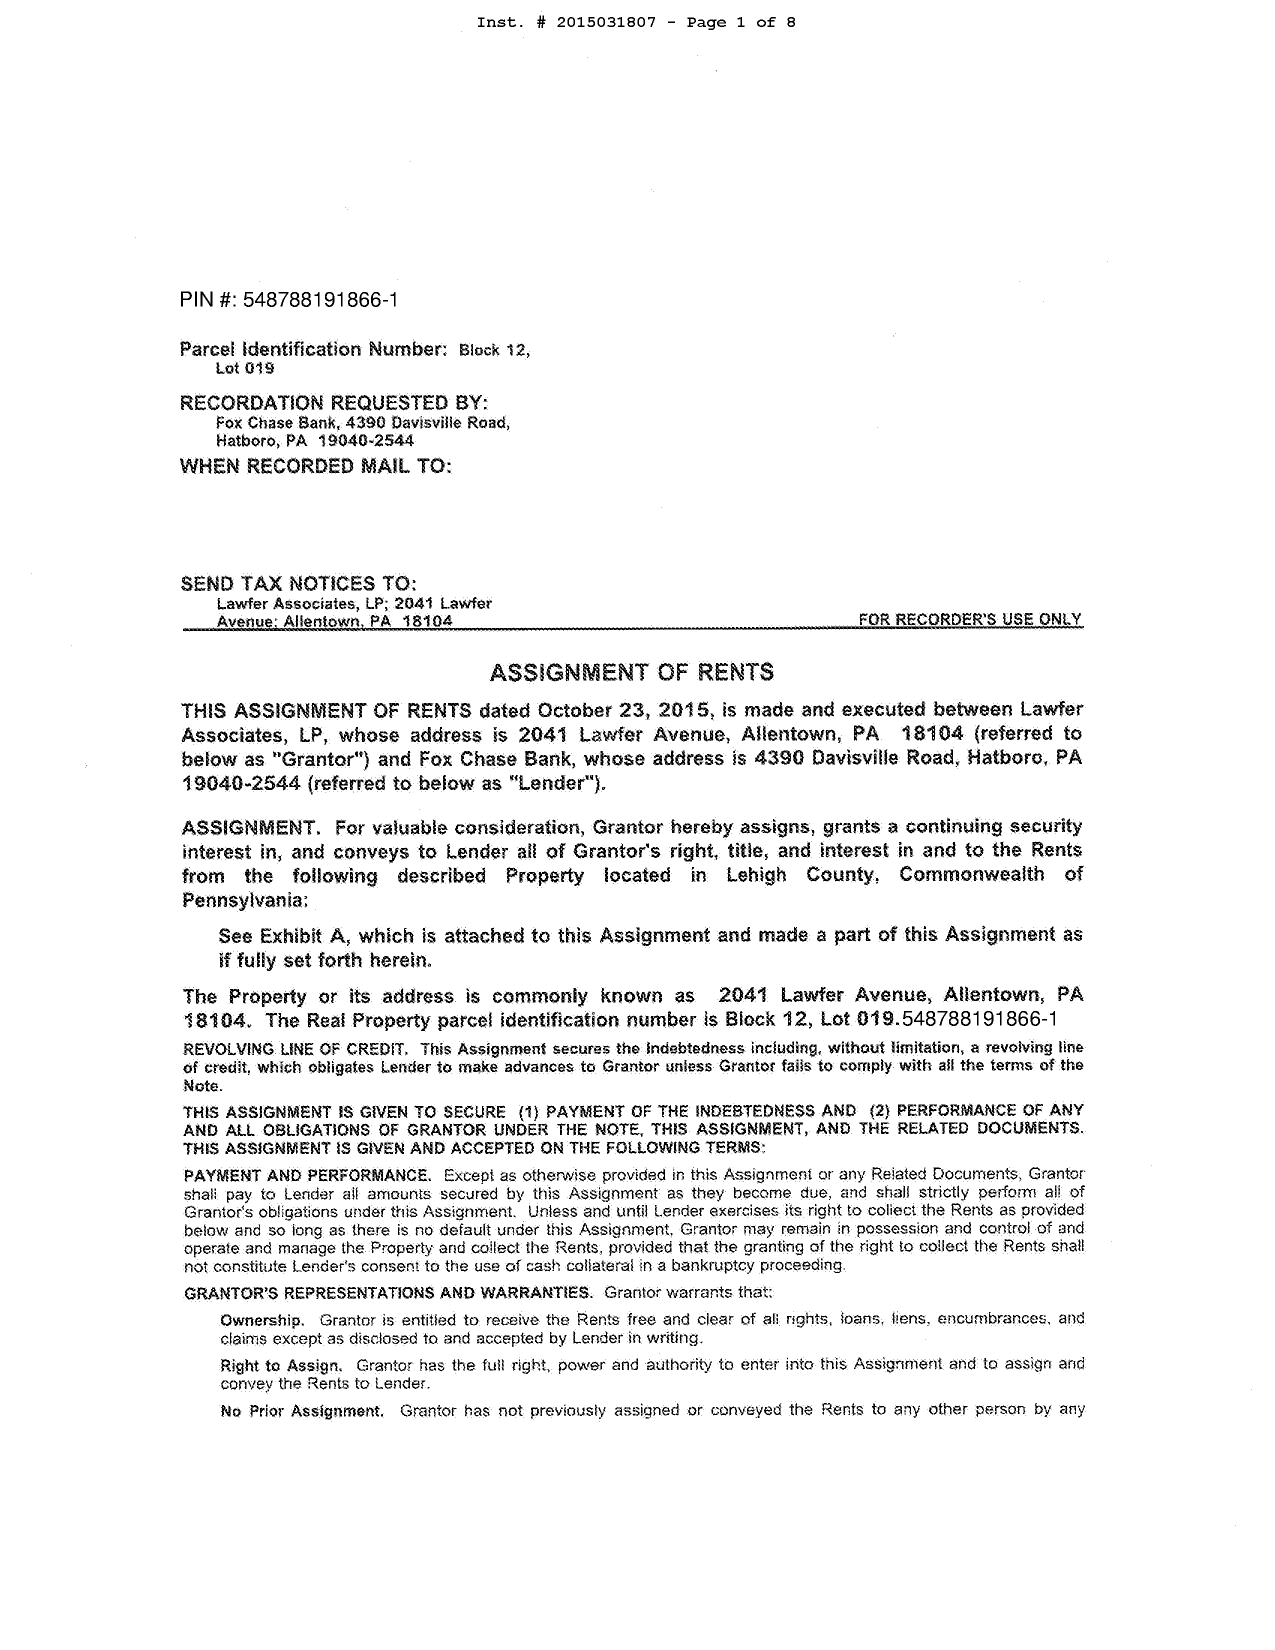 Inst. # 2015031807 - Page 1 of 8
PIN #: 548788191866-1
Parcel Identification Number: Block 12,
Lot 019
RECORDATION REQUESTED BY:
Fox Chase Bank, 4390 Davisville Road,
Hatboro, PA 19040-2544
WHEN RECORDED MAIL TO:
SEND TAX NOTICES TO:
Lawfer Associates, LP; 2041 Lawfer
Avenue; Allentown, PA 18104 FOR RECORDER'S USE ONLY
ASSIGNMENT OF RENTS
THIS ASSIGNMENT OF RENTS dated October 23, 2015, is made and executed between Lawfer
Associates, LP, whose address is 2041 Lawfer Avenue, Allentown, PA 18104 (referred to
below as "Grantor") and Fox Chase Bank, whose address is 4390 Davisville Road, Hatboro, PA
19040-2544 (referred to below as "Lender").
ASSIGNMENT. For valuable consideration, Grantor hereby assigns, grants a continuing security
interest in, and conveys to Lender all of Grantor's right, title, and interest in and to the Rents
from the following described Property located in Lehigh County, Commonwealth of
Pennsylvania:
See Exhibit A, which is attached to this Assignment and made a part of this Assignment as
if fully set forth herein.
The Property or its address is commonly known as 2041 Lawfer Avenue, Allentown, PA
18104. The Real Property parcel identification number is Block 12, Lot 019.548788191866-1
REVOLVING LINE OF CREDIT. This Assignment secures the Indebtedness including, without limitation, a revolving line
of credit, which obligates Lender to make advances to Grantor unless Grantor fails to comply with all the terms of the
Note.
THIS ASSIGNMENT IS GIVEN TO SECURE (1) PAYMENT OF THE INDEBTEDNESS AND (2) PERFORMANCE OF ANY
AND ALL OBLIGATIONS OF GRANTOR UNDER THE NOTE, THIS ASSIGNMENT, AND THE RELATED DOCUMENTS.
THIS ASSIGNMENT IS GIVEN AND ACCEPTED ON THE FOLLOWING TERMS:
PAYMENT AND PERFORMANCE. Except as otherwise provided in this Assignment or any Related Documents, Grantor
shall pay to Lender all amounts secured by this Assignment as they become due, and shall strictly perform all of
Grantor's obligations under this Assignment. Unless and until Lender exercises its right to collect the Rents as provided
below and so long as there is no default under this Assignment, Grantor may remain in possession and control of and
operate and manage the Property and collect the Rents, provided that the granting of the right to collect the Rents shall
not constitute Lender's consent to the use of cash collateral in a bankruptcy proceeding.
GRANTOR'S REPRESENTATIONS AND WARRANTIES. Grantor warrants that:
Ownership. Grantor is entitled to receive the Rents free and clear of all rights, loans, liens, encumbrances, and
claims except as disclosed to and accepted by Lender in writing.
Right to Assign. Grantor has the full right, power and authority to enter into this Assignment and to assign and
convey the Rents to Lender.
No Prior Assignment. Grantor has not previously assigned or conveyed the Rents to any other person by any